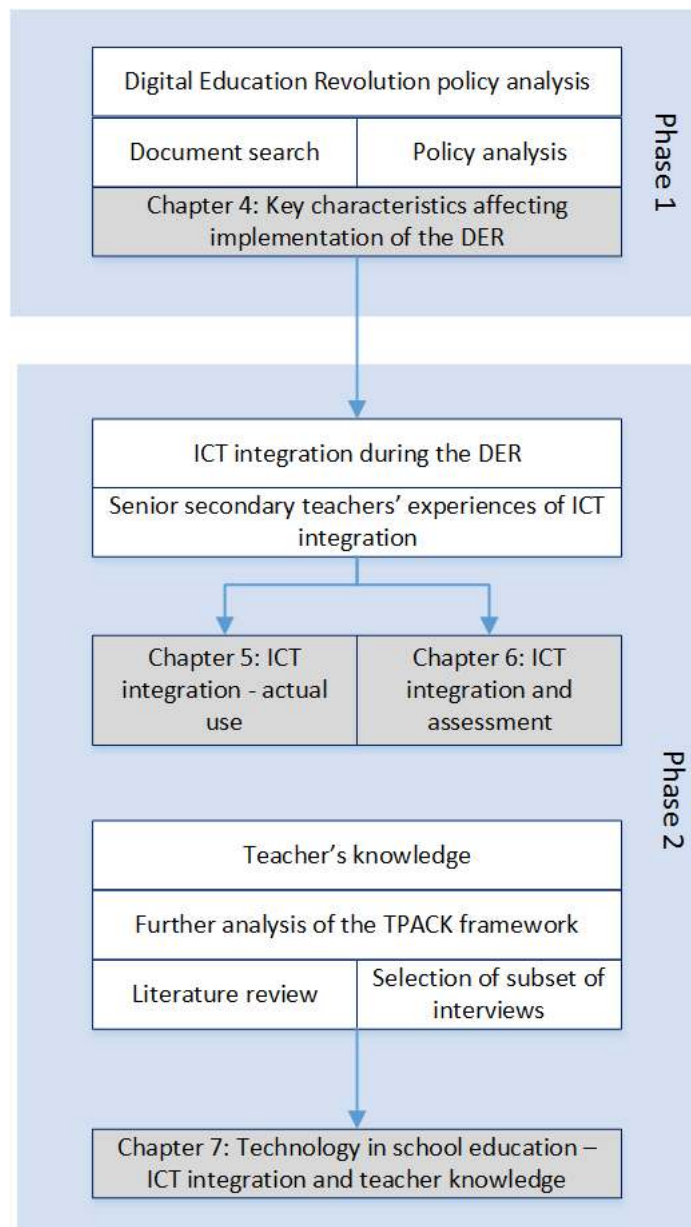 Digital Education Revolution policy analysis
Document search
Policy analysis
Chapter 4: Key characteristics affecting
implementation of the DER
Phase 1
ICT integration during the DER
Senior secondary teachers’ experiences of ICT
integration
Chapter 5: ICT
integration - actual
use
Chapter 6: ICT
integration and
assessment
Teacher’s knowledge
Further analysis of the TPACK framework
Literature review
Selection of subset of
interviews
Chapter 7: Technology in school education –
ICT integration and teacher knowledge
Phase 2